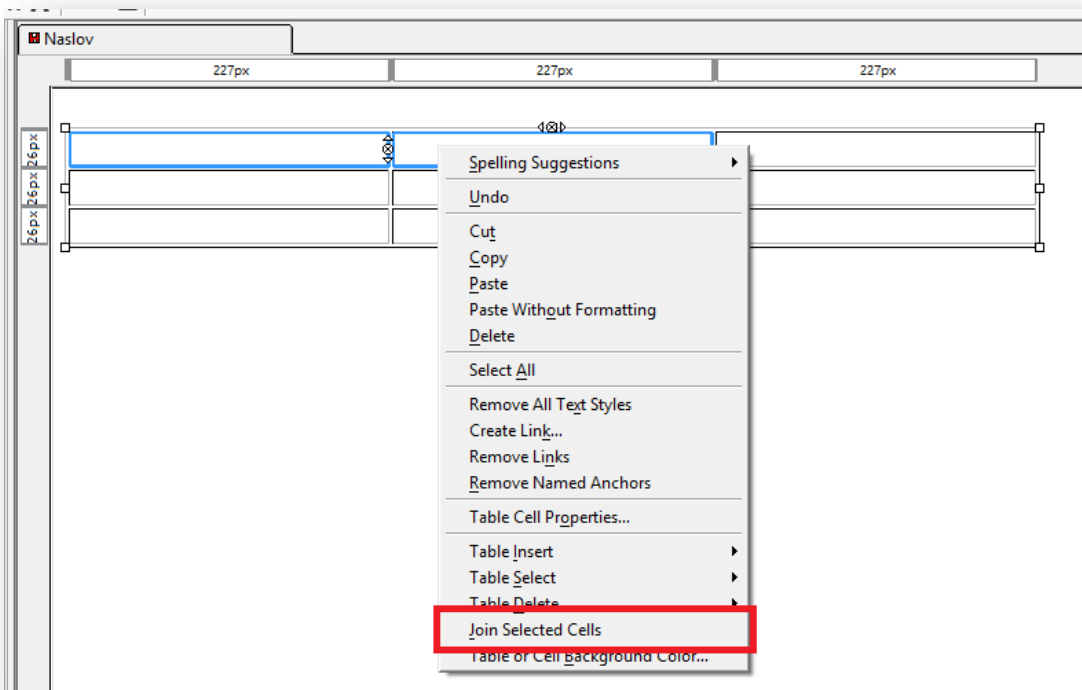 Naslov
227px 227px 227px
26px
26px
26px
Spelling Suggestions
Undo
Cut
Copy
Paste
Paste Without Formatting
Delete
Select All
Remove All Text Styles
Create Link...
Remove Links
Remove Named Anchors
Table Cell Properties...
Table Insert
Table Select
Table Delete
Join Selected Cells
Table or Cell Background Color...